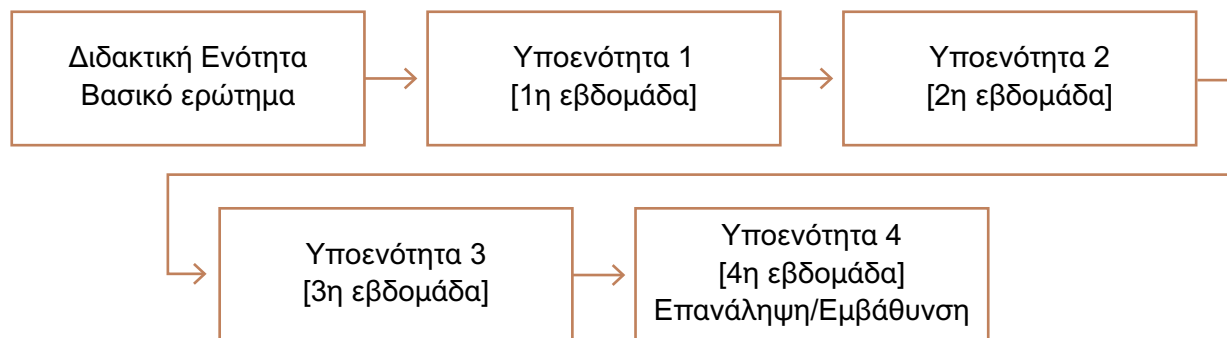 Διδακτική Ενότητα
Βασικό ερώτημα
Υποενότητα 1
[1η εβδομάδα]
Υποενότητα 2
[2η εβδομάδα]
Υποενότητα 3
[3η εβδομάδα]
Υποενότητα 4
[4η εβδομάδα]
Επανάληψη/Εμβάθυνση